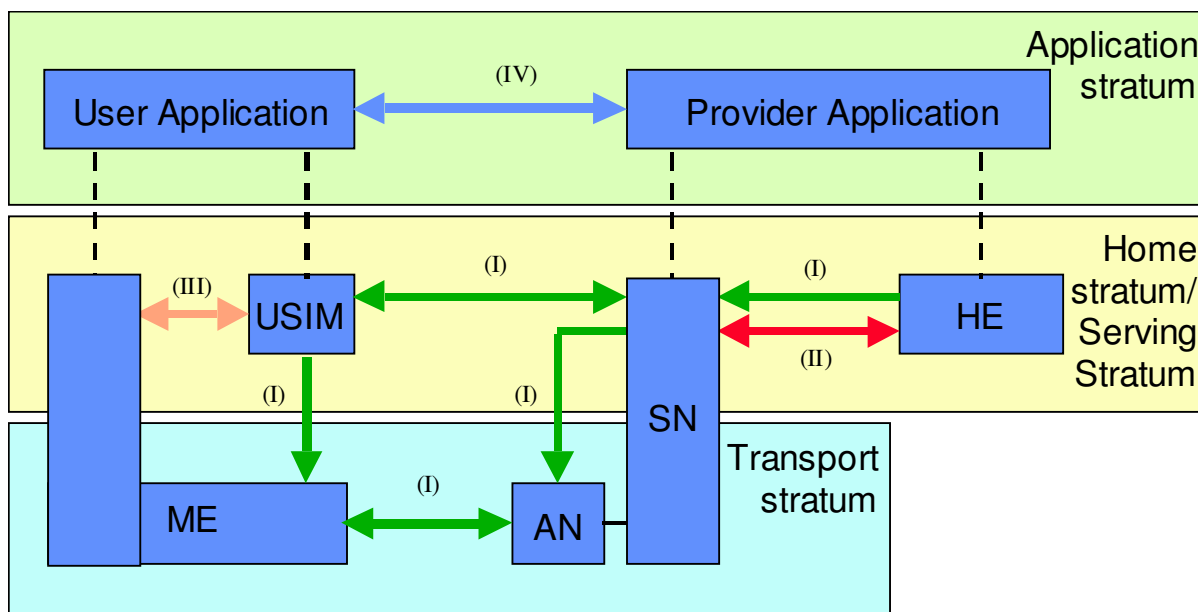 Application
stratum
(IV)
User Application
Provider Application
Home
stratum/
Serving
Stratum
(I)
(I)
(III)
USIM
HE
(II)
(I)
(I)
SN
Transport
stratum
(I)
ME
AN